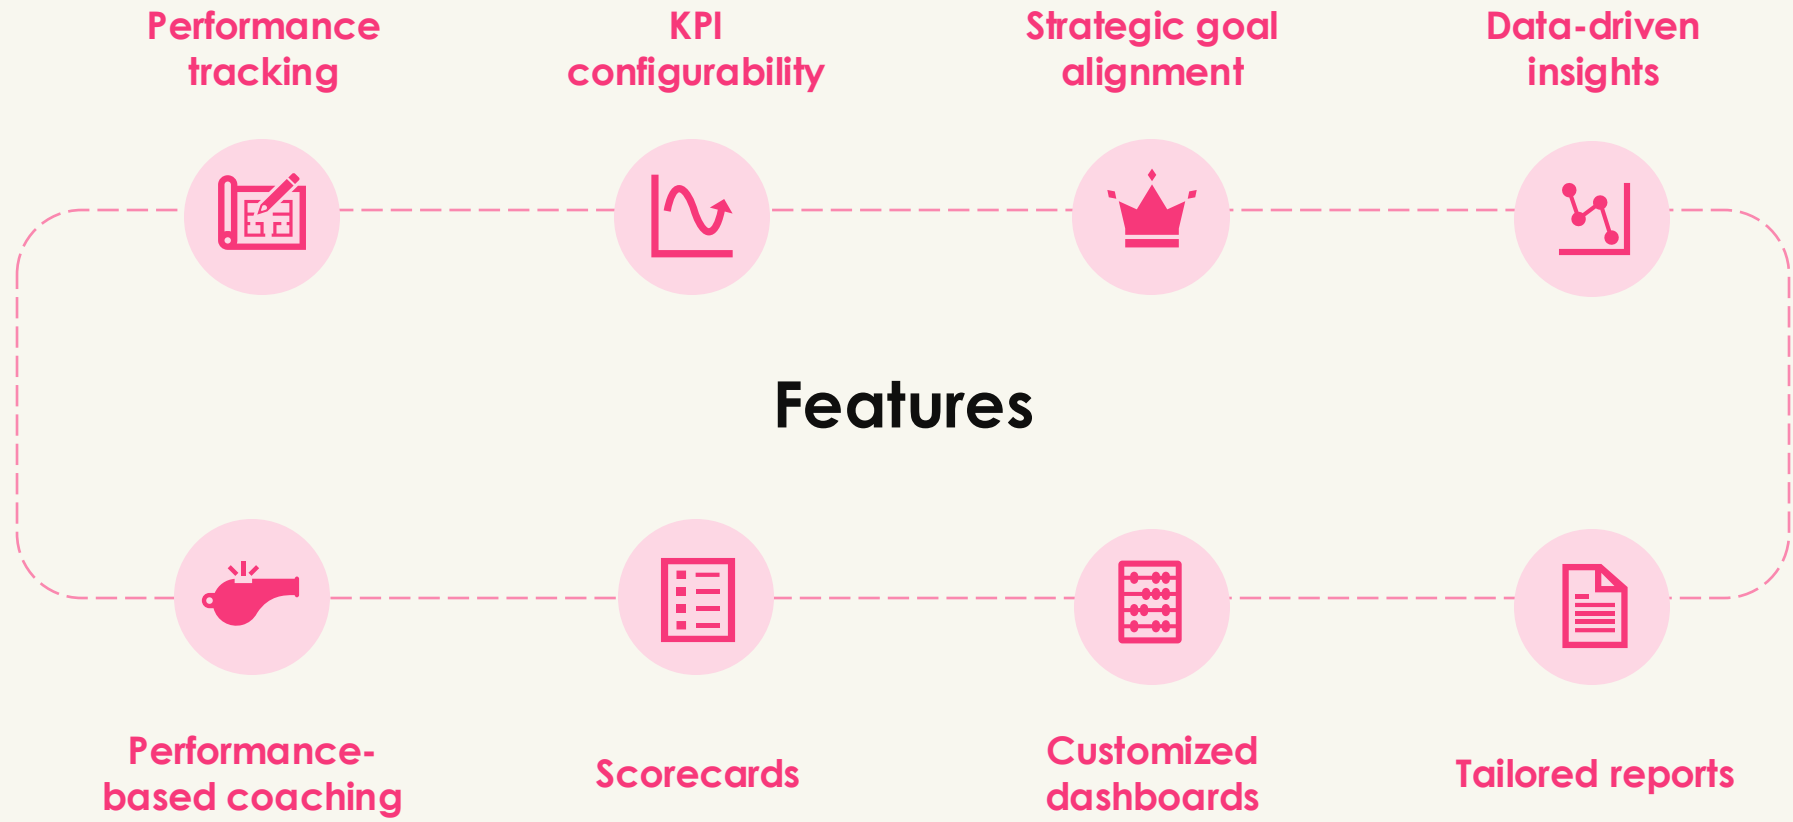 Performance
tracking
KPI
configurability
Strategic goal
alignment
Data-driven
insights
Features
Performance-
based coaching
Scorecards
Customized
dashboards
Tailored reports